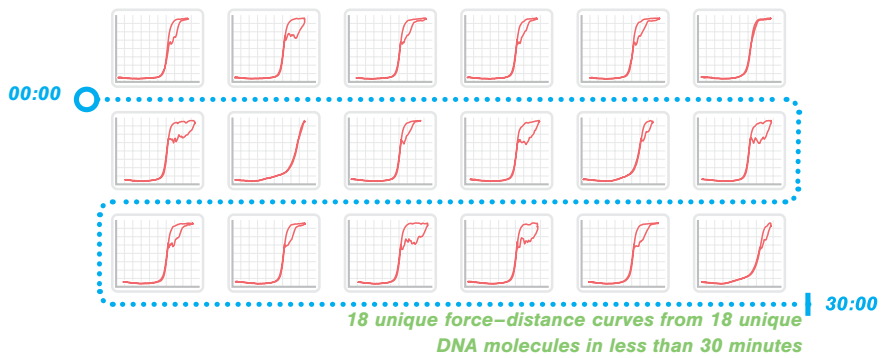 00:00
30:00
18 unique force–distance curves from 18 unique
DNA molecules in less than 30 minutes